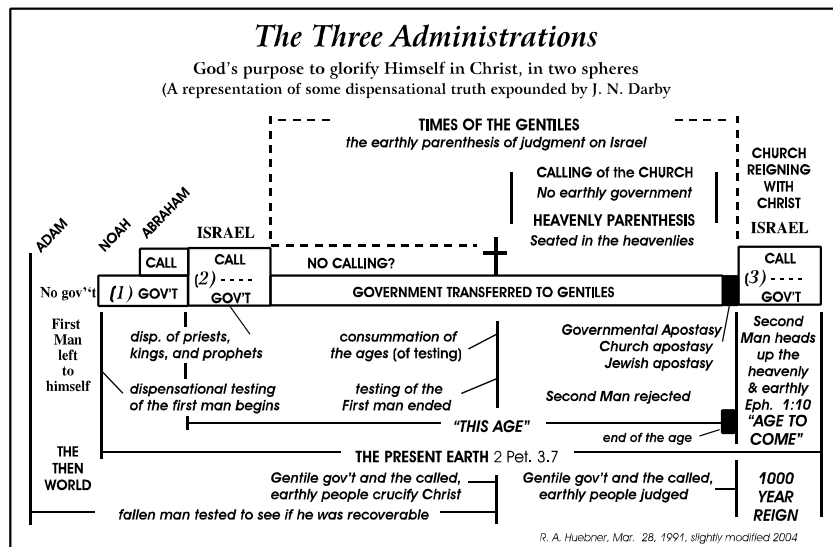 The Three Administrations
God's purpose to glorify Himself in Christ, in two spheres
(A representation of some dispensational truth expounded by J. N. Darby
TIMES OF THE GENTILES
the earthly parenthesis of judgment on Israel
CALLING of the CHURCH
No earthly government
HEAVENLY PARENTHESIS
Seated in the heavenlies
CHURCH
REIGNING
WITH
CHRIST
ISRAEL
ADAM
NOAH
ABRAHAM
ISRAEL
CALL
CALL
(2) -----
GOV'T
NO CALLING?
CALL
(3) -----
GOV'T
No gov''t
(1) GOV'T
GOVERNMENT TRANSFERRED TO GENTILES
First
Man
left
to
himself
disp. of priests,
kings, and prophets
dispensational testing
of the first man begins
consummation of
the ages (of testing)
testing of the
First man ended
Governmental Apostasy
Church apostasy
Jewish apostasy
Second Man rejected
Second
Man heads
up the
heavenly
& earthly
Eph. 1:10
"AGE TO
COME"
"THIS AGE"
end of the age
THE
THEN
WORLD
THE PRESENT EARTH 2 Pet. 3.7
Gentile gov't and the called,
earthly people crucify Christ
Gentile gov't and the called,
earthly people judged
1000
YEAR
REIGN
fallen man tested to see if he was recoverable
R. A. Huebner, Mar. 28, 1991, slightly modified 2004